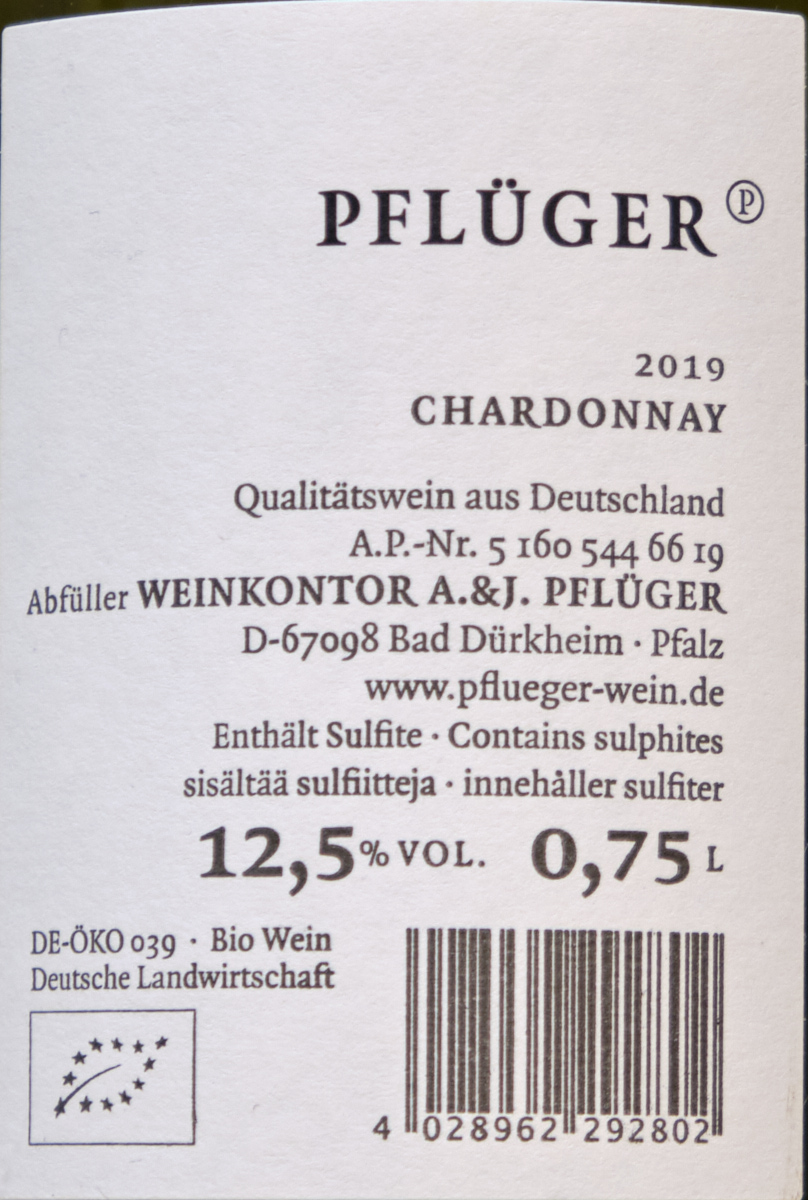 PFLÜGER Ⓟ
2019
CHARDONNAY
Qualitätswein aus Deutschland
A.P.-Nr. 5 160 544 66 19
Abfüller WEINKONTOR A.&J. PFLÜGER
D-67098 Bad Dürkheim · Pfalz
www.pflueger-wein.de
Enthält Sulfite · Contains sulphites
sisältää sulfiitteja · innehåller sulfiter
12,5% VOL. 0,75 L
DE-ÖKO 039 · Bio Wein
Deutsche Landwirtschaft
4 028962 292802